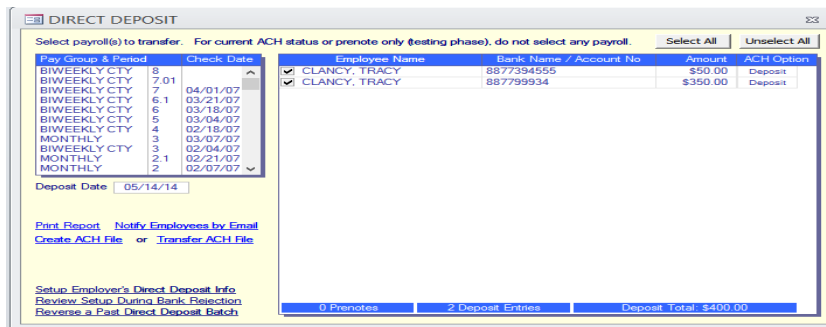 DIRECT DEPOSIT
Select payroll(s) to transfer. For current ACH status or prenote only (testing phase), do not select any payroll.
Select All
Unselect All
Pay Group & Period Check Date
BIWEEKLY CTY 8
BIWEEKLY CTY 7.01
BIWEEKLY CTY 7 04/01/07
BIWEEKLY CTY 6.1 03/21/07
BIWEEKLY CTY 6 03/18/07
BIWEEKLY CTY 5 03/04/07
BIWEEKLY CTY 4 02/18/07
MONTHLY 3 03/07/07
BIWEEKLY CTY 3 02/04/07
MONTHLY 2.1 02/21/07
MONTHLY 2 02/07/07
Employee Name Bank Name / Account No Amount ACH Option
CLANCY, TRACY 8877394555 $50.00 Deposit
CLANCY, TRACY 887799934 $350.00 Deposit
Deposit Date 05/14/14
Print Report Notify Employees by Email
Create ACH File or Transfer ACH File
Setup Employer's Direct Deposit Info
Review Setup During Bank Rejection
Reverse a Past Direct Deposit Batch
0 Prenotes 2 Deposit Entries Deposit Total: $400.00